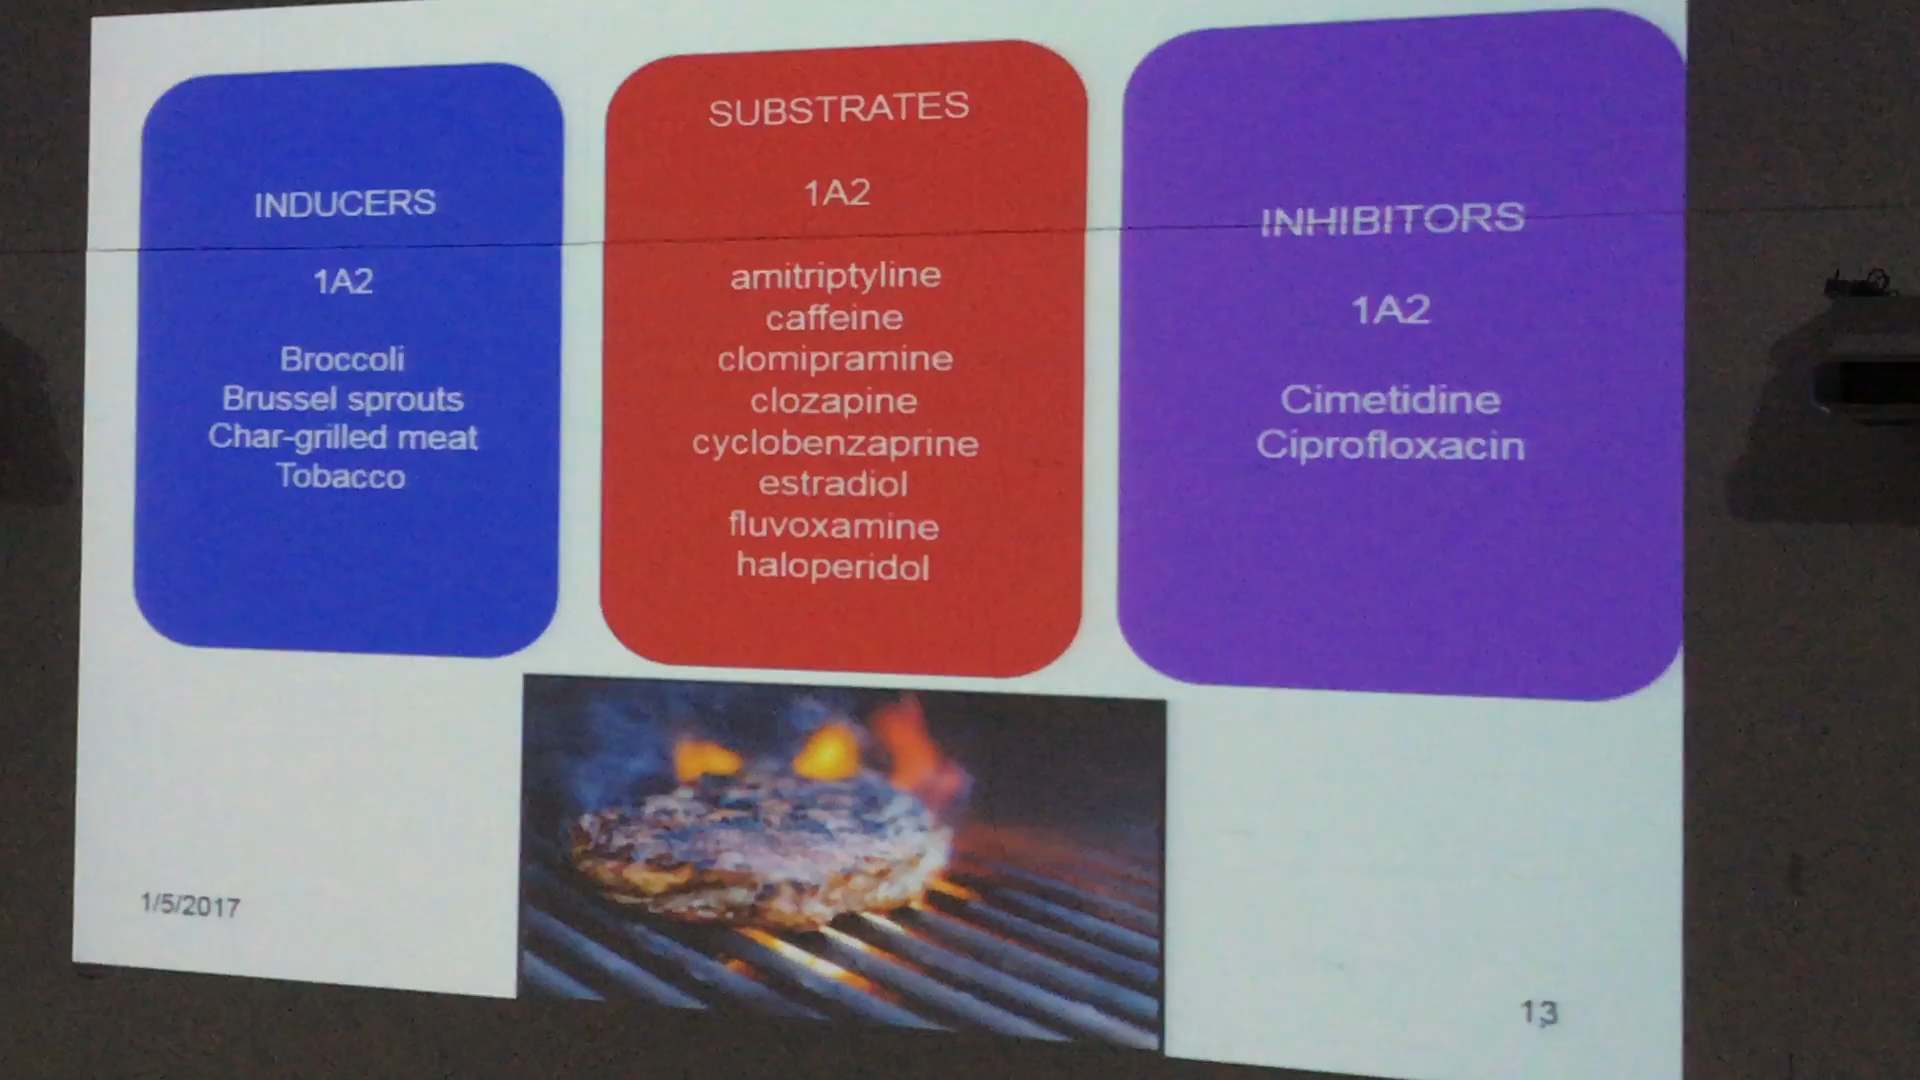 INDUCERS
1A2
Broccoli
Brussel sprouts
Char-grilled meat
Tobacco
SUBSTRATES
1A2
amitriptyline
caffeine
clomipramine
clozapine
cyclobenzaprine
estradiol
fluvoxamine
haloperidol
INHIBITORS
1A2
Cimetidine
Ciprofloxacin
1/5/2017
13